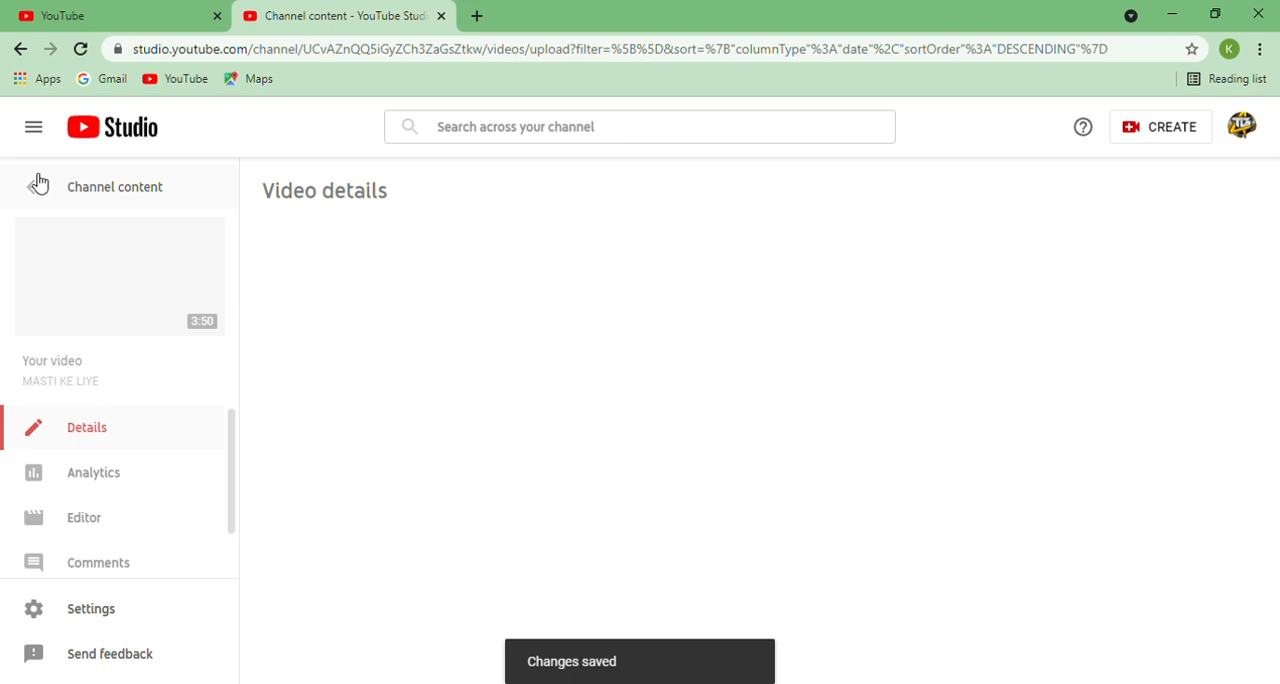 YouTube
Channel content - YouTube Studi
studio.youtube.com/channel/UCvAZnQQ5iGyZCh3ZaGsZtkw/videos/upload?filter=%5B%5D&sort=%7B"columnType"%3A"date"%2C"sortOrder"%3A"DESCENDING"%7D
K
Apps
Gmail
YouTube
Maps
Reading list
Studio
Search across your channel
CREATE
Channel content
Video details
3:50
Your video
MASTI KE LIYE
Details
Analytics
Editor
Comments
Settings
Send feedback
Changes saved